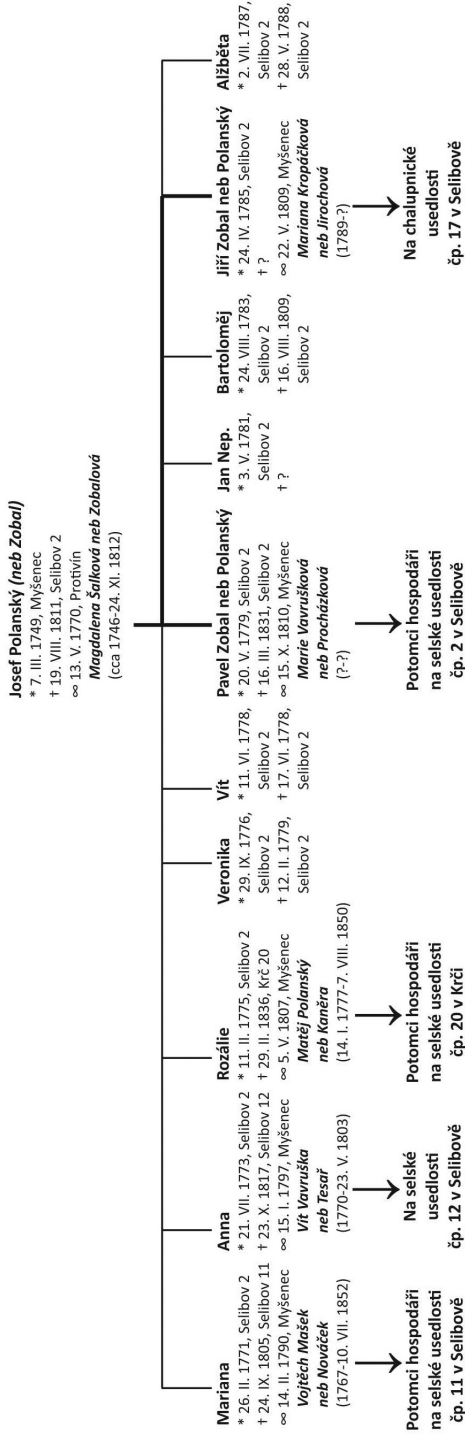 Josef Polanský (neb Zobal)
* 7. III. 1749, Myšenec
† 19. VIII. 1811, Selibov 2
∞ 13. V. 1770, Protivín
Magdalena Šalková neb Zobalová
(cca 1746-24. XI. 1812)
Mariana
* 26. II. 1771, Selibov 2
† 24. IX. 1805, Selibov 11
∞ 14. II. 1790, Myšenec
Vojtěch Mašek
neb Nováček
(1767-10. VII. 1852)
Potomci hospodáři
na selské usedlosti
čp. 11 v Selibově
Anna
* 21. VII. 1773, Selibov 2
† 23. X. 1817, Selibov 12
∞ 15. I. 1797, Myšenec
Vít Vavruška
neb Tesař
(1770-23. V. 1803)
Na selské
usedlosti
čp. 12 v Selibově
Rozálie
* 11. II. 1775, Selibov 2
† 29. II. 1836, Krč 20
∞ 5. V. 1807, Myšenec
Matěj Polanský
neb Kaněra
(14. I. 1777-7. VIII. 1850)
Potomci hospodáři
na selské usedlosti
čp. 20 v Krči
Veronika
* 29. IX. 1776,
Selibov 2
† 12. II. 1779,
Selibov 2
Vít
* 11. VI. 1778,
Selibov 2
† 17. VI. 1778,
Selibov 2
Pavel Zobal neb Polanský
* 20. V. 1779, Selibov 2
† 16. III. 1831, Selibov 2
∞ 15. X. 1810, Myšenec
Marie Vavrušková
neb Procházková
(?-?)
Potomci hospodáři
na selské usedlosti
čp. 2 v Selibově
Jan Nep.
* 3. V. 1781,
Selibov 2
† ?
Bartoloměj
* 24. VIII. 1783,
Selibov 2
† 16. VIII. 1809,
Selibov 2
Jiří Zobal neb Polanský
* 24. IV. 1785, Selibov 2
† ?
∞ 22. V. 1809, Myšenec
Mariana Kropáčková
neb Jirochová
(1789-?)
Na chalupnické
usedlosti
čp. 17 v Selibově
Alžběta
* 2. VII. 1787,
Selibov 2
† 28. V. 1788,
Selibov 2